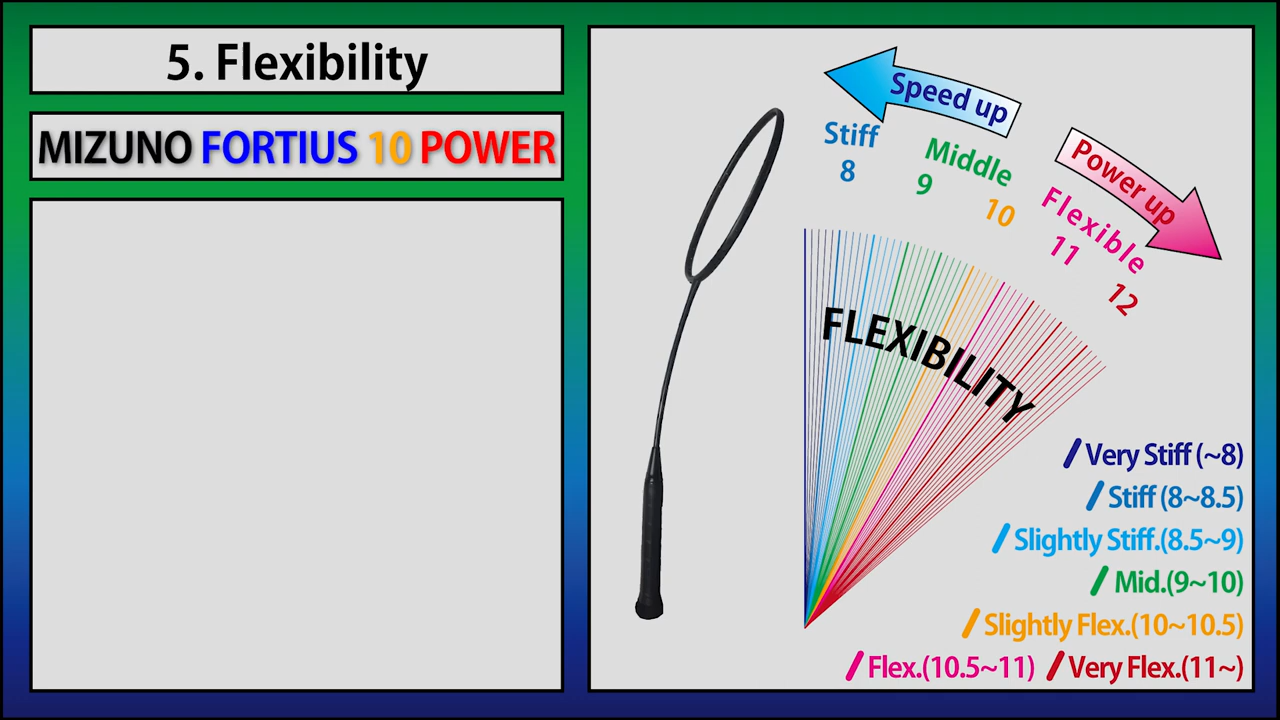 5. Flexibility
MIZUNO FORTIUS 10 POWER
Speed up
Power up
Stiff
8
Middle
9
10
Flexible
11
12
FLEXIBILITY
Very Stiff (~8)
Stiff (8~8.5)
Slightly Stiff.(8.5~9)
Mid.(9~10)
Slightly Flex.(10~10.5)
Flex.(10.5~11) Very Flex.(11~)